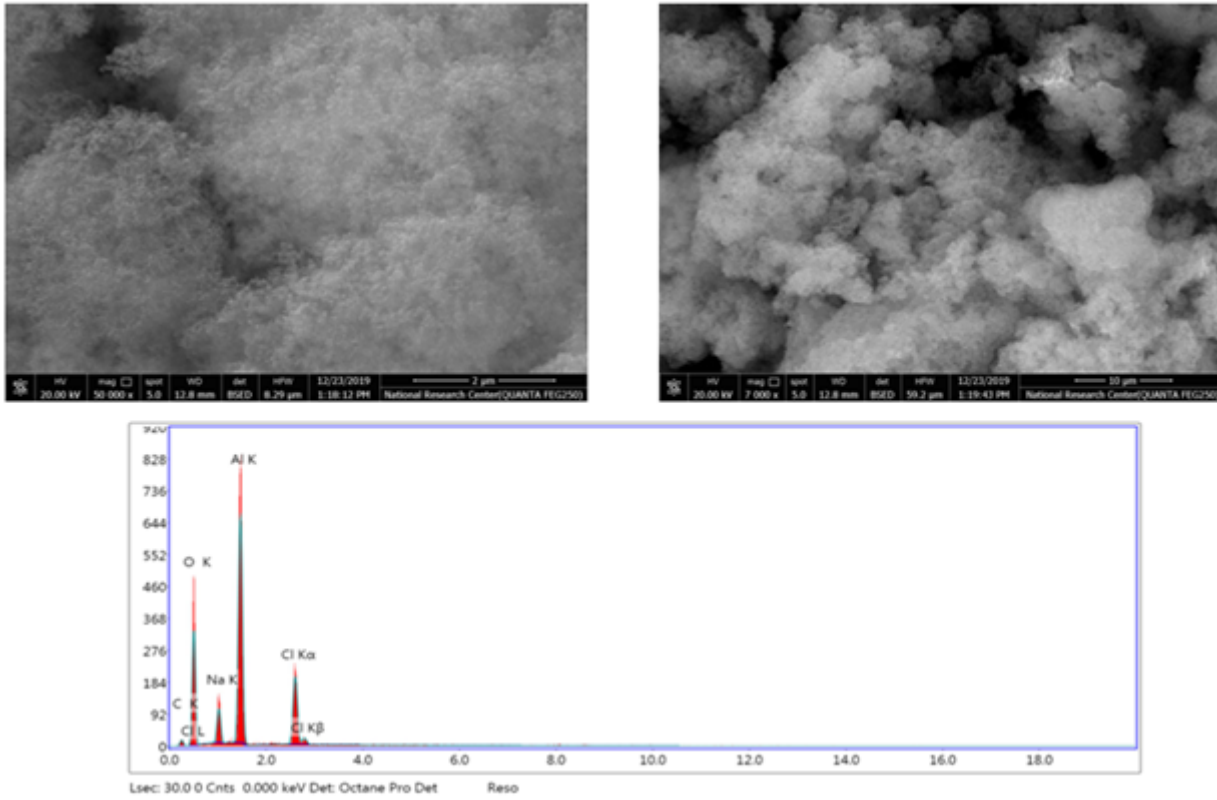 HV mag □ spot WD det HFW 12/23/2019 2 μm
20.00 kV 50 000 x 5.0 12.8 mm BSED 8.29 μm 1:18:12 PM National Research Center(QUANTA FEG250)
HV mag □ spot WD det HFW 12/23/2019 10 μm
20.00 kV 7 000 x 5.0 12.8 mm BSED 59.2 μm 1:19:43 PM National Research Center(QUANTA FEG250
920
828
736
644
552
460
368
276
184
92
0
Al K
O K
Cl Kα
Na K
C K
Cl L
Cl Kβ
0.0 2.0 4.0 6.0 8.0 10.0 12.0 14.0 16.0 18.0
Lsec: 30.0 0 Cnts 0.000 keV Det: Octane Pro Det Reso